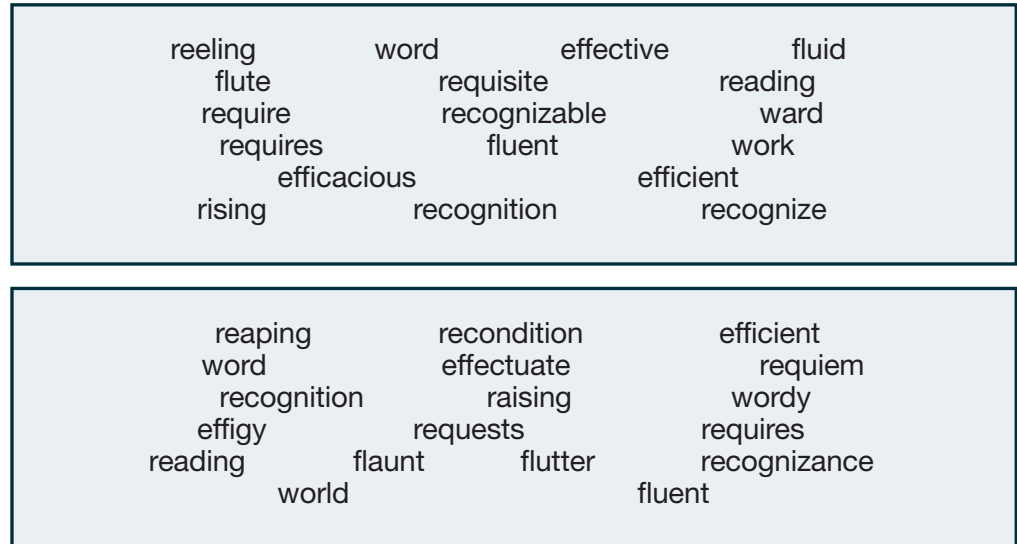 reeling word effective fluid
flute requisite reading
require recognizable ward
requires fluent work
efficacious efficient
rising recognition recognize
reaping recondition efficient
word effectuate requiem
recognition raising wordy
effigy requests requires
reading flaunt flutter recognizance
world fluent